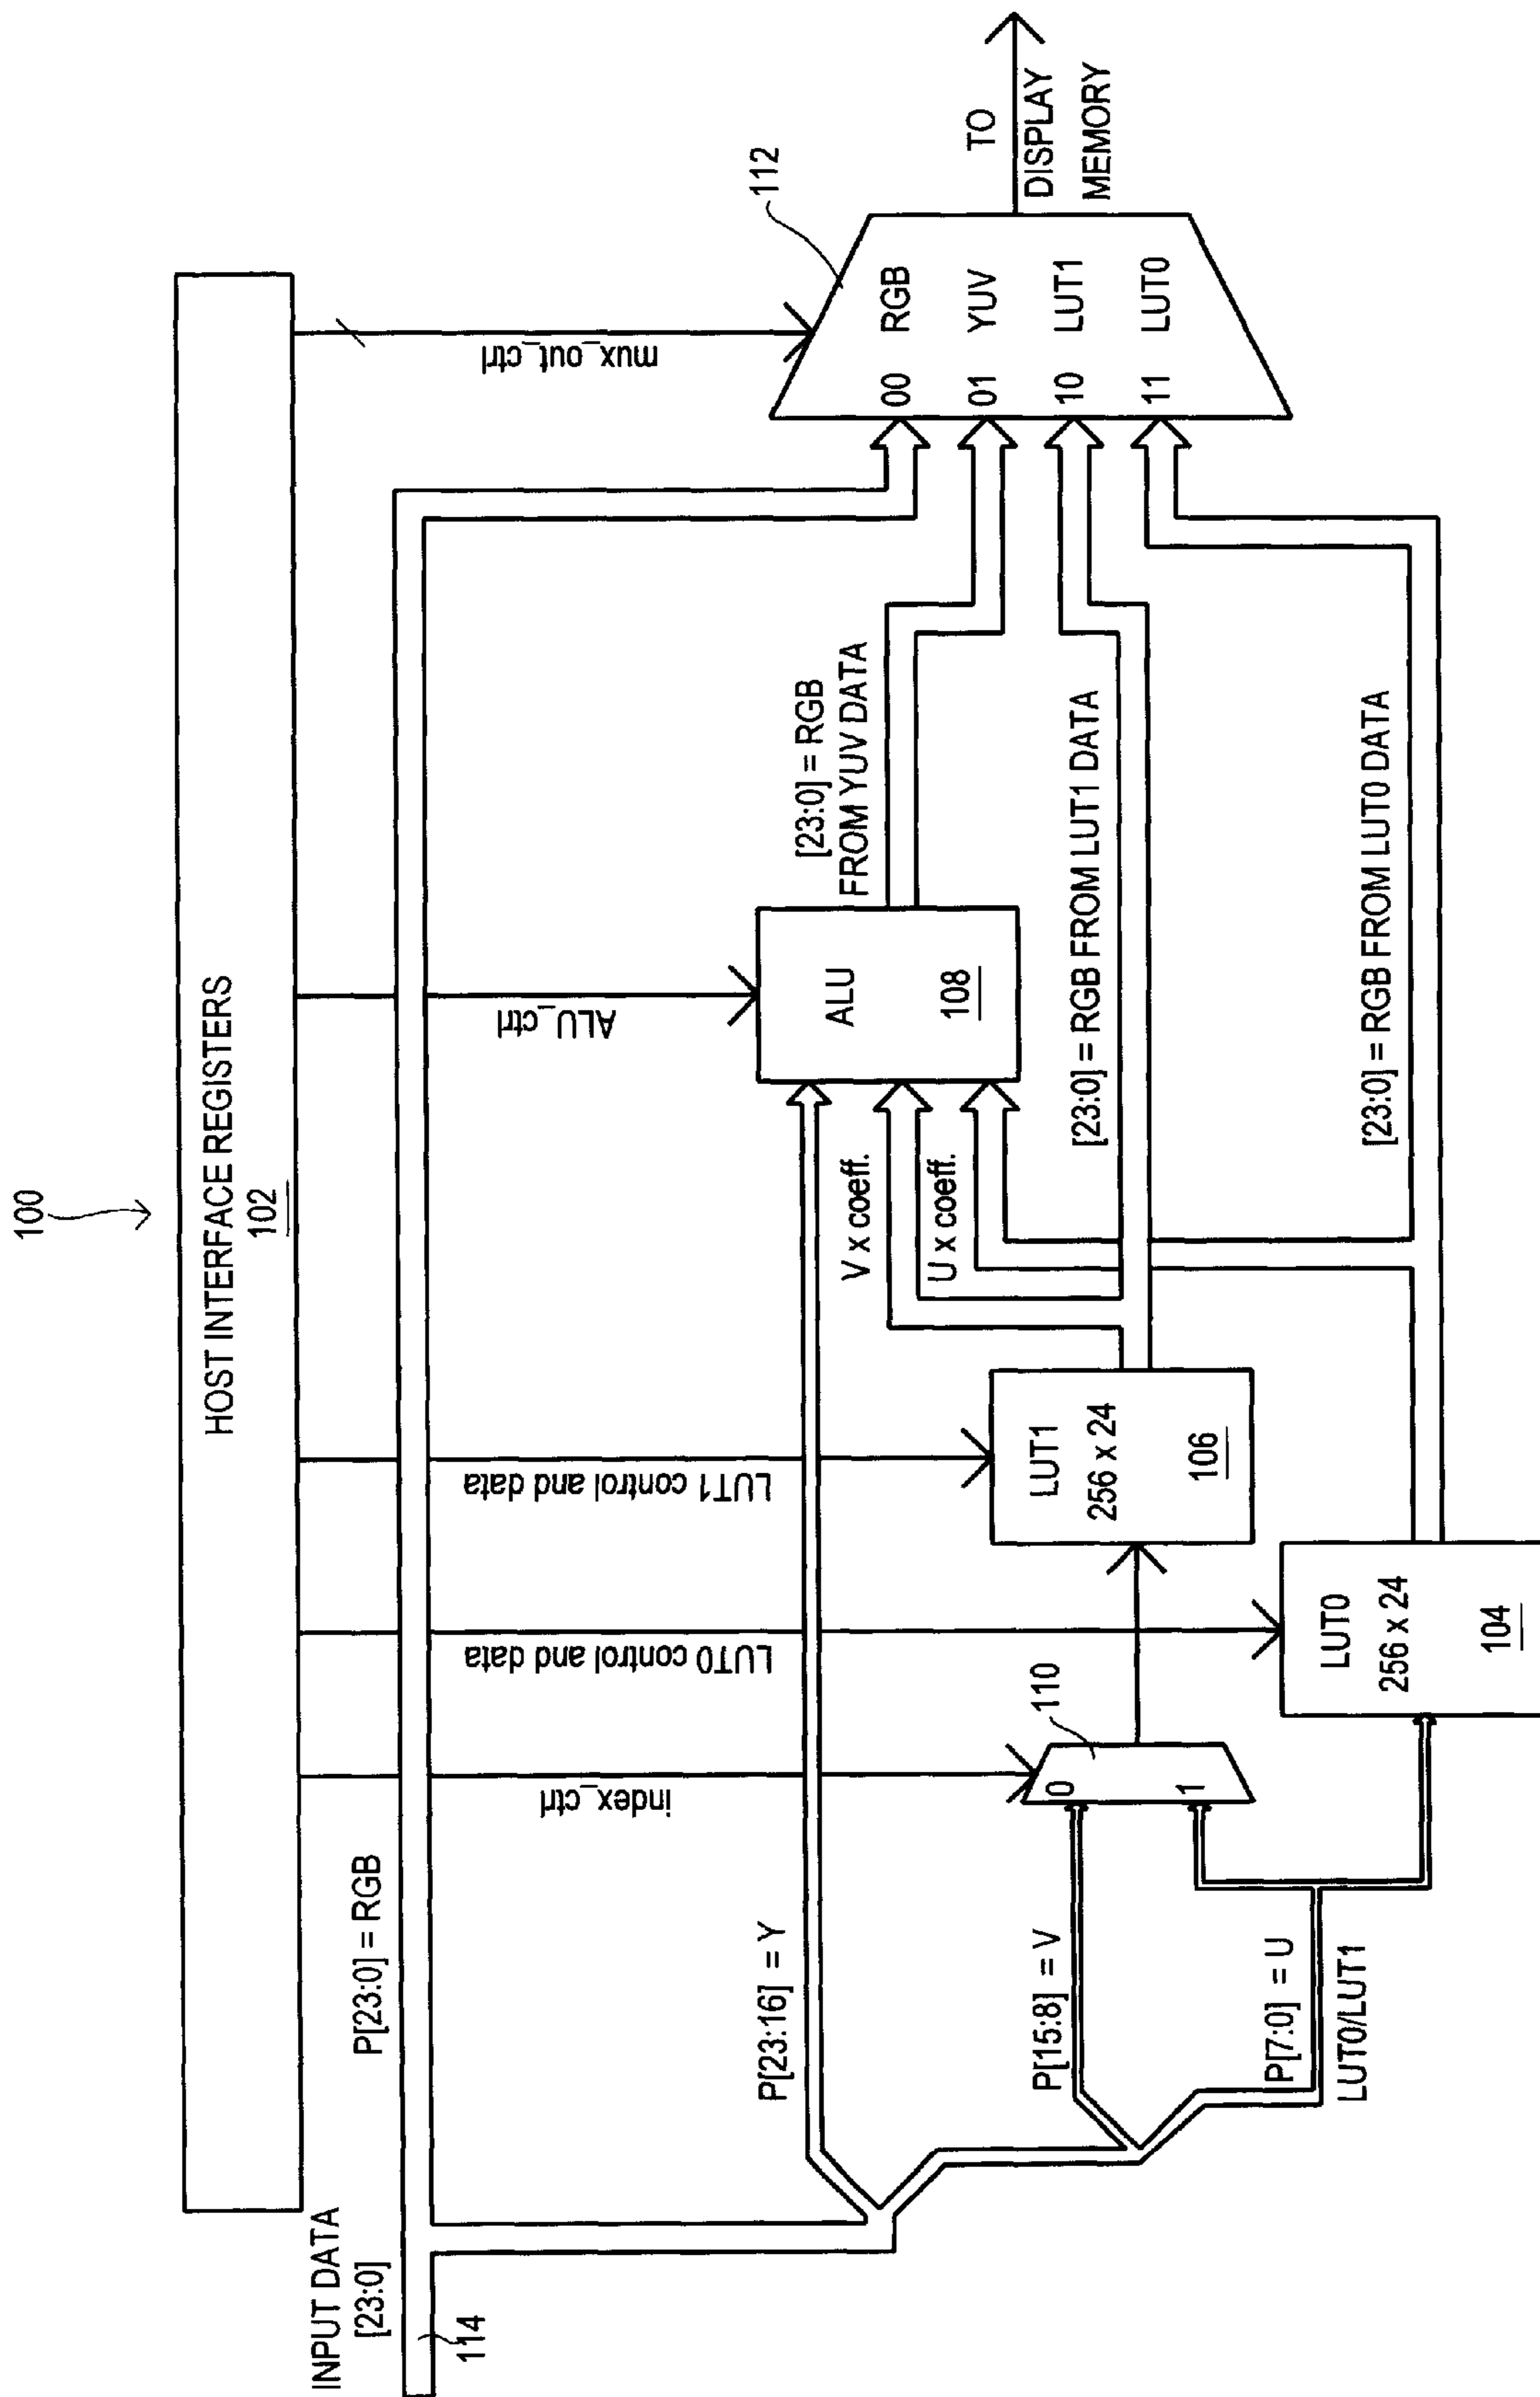 100
HOST INTERFACE REGISTERS
102
INPUT DATA
[23:0]
114
P[23:0] = RGB
index_ctrl
LUT0 control and data
LUT1 control and data
ALU_ctrl
mux_out_ctrl
P[23:16] = Y
P[15:8] = V
P[7:0] = U
LUT0/LUT1
110
0
1
LUT0
256 x 24
104
LUT1
256 x 24
106
V x coeff.
U x coeff.
ALU
108
[23:0] = RGB
FROM YUV DATA
[23:0] = RGB FROM LUT1 DATA
[23:0] = RGB FROM LUT0 DATA
112
00 RGB
01 YUV
10 LUT1
11 LUT0
TO
DISPLAY
MEMORY